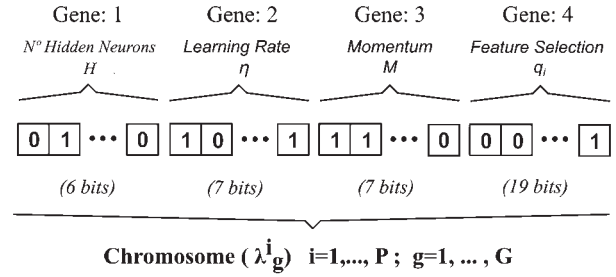 Gene: 1 Gene: 2 Gene: 3 Gene: 4
Nº Hidden Neurons Learning Rate Momentum Feature Selection
H η M qi
0 1 ••• 0 1 0 ••• 1 1 1 ••• 0 0 0 ••• 1
(6 bits) (7 bits) (7 bits) (19 bits)
Chromosome ( λ^i_g ) i=1,..., P ; g=1, ... , G